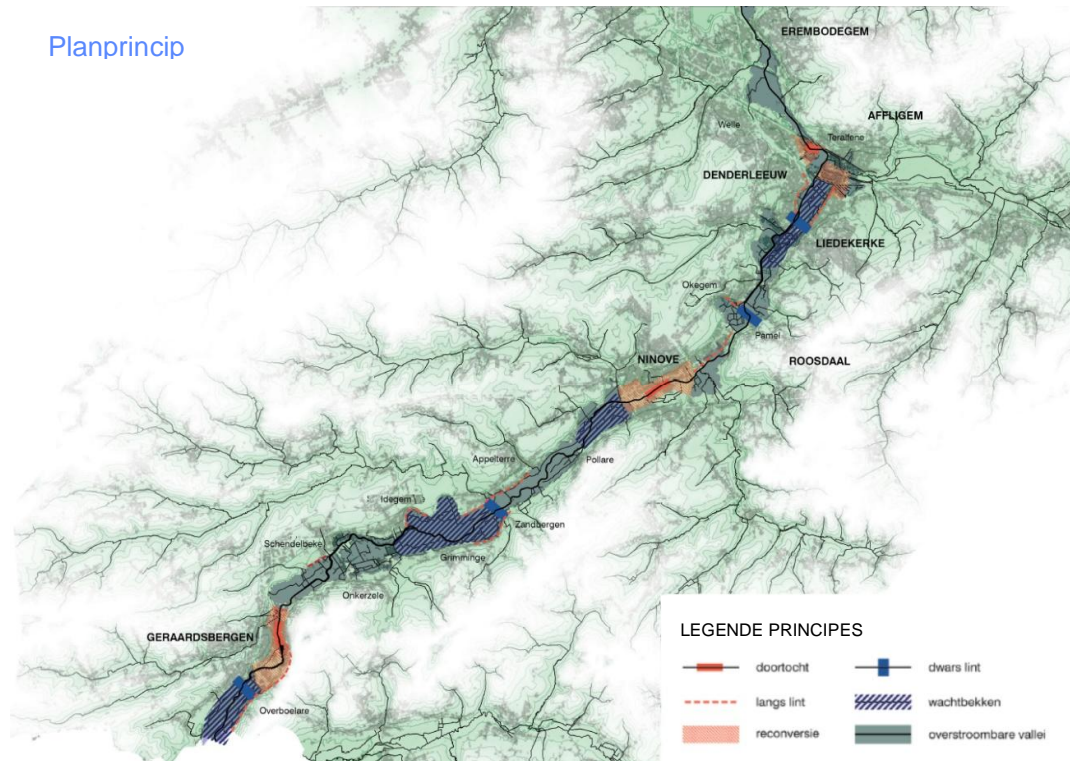 Planprincip
EREMBODEGEM
AFFLIGEM
Welle
Teralfene
DENDERLEEUW
LIEDEKERKE
Okegem
Pamel
NINOVE
ROOSDAAL
Appelterre
Pollare
Idegem
Zandbergen
Schendelbeke
Grimminge
Onkerzele
GERAARDSBERGEN
Overboelare
LEGENDE PRINCIPES
doortocht
dwars lint
langs lint
wachtbekken
reconversie
overstroombare vallei